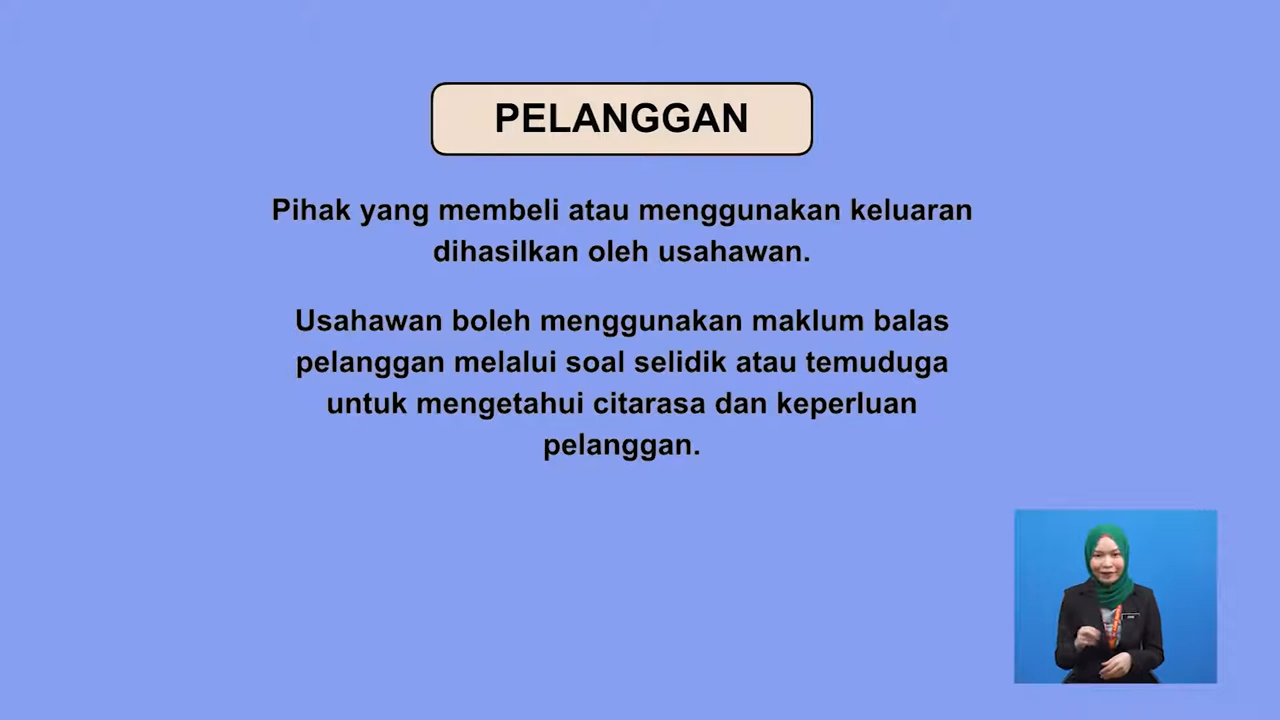 PELANGGAN
Pihak yang membeli atau menggunakan keluaran
dihasilkan oleh usahawan.
Usahawan boleh menggunakan maklum balas
pelanggan melalui soal selidik atau temuduga
untuk mengetahui citarasa dan keperluan
pelanggan.